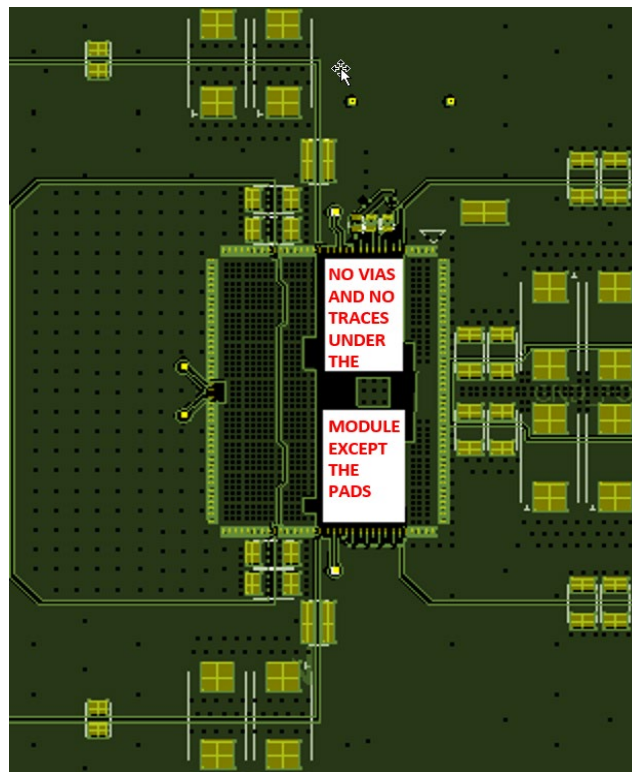 NO VIAS
AND NO
TRACES
UNDER
THE
MODULE
EXCEPT
THE
PADS